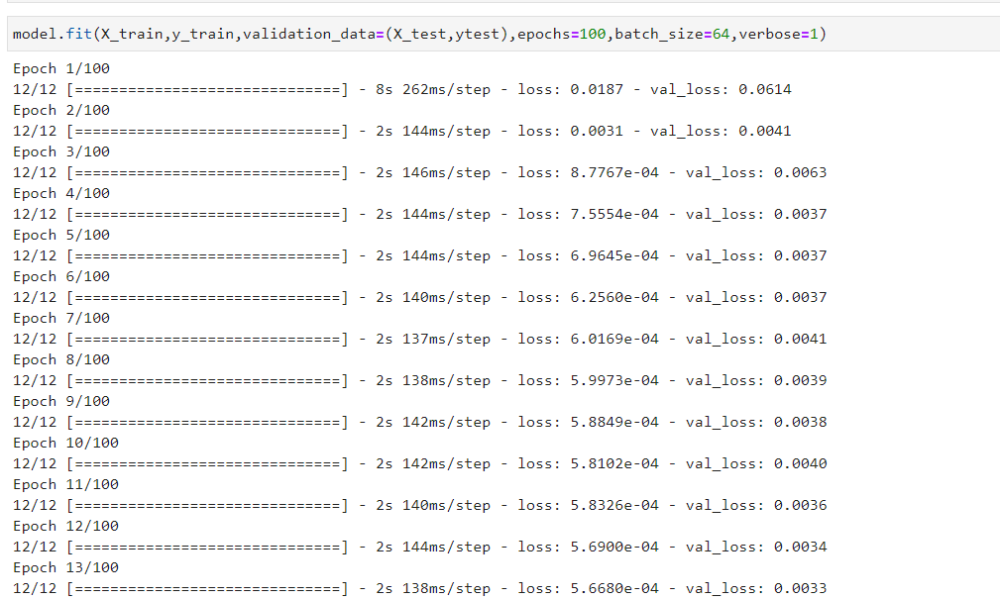 model.fit(X_train,y_train,validation_data=(X_test,ytest),epochs=100,batch_size=64,verbose=1)
Epoch 1/100
12/12 [==============================] - 8s 262ms/step - loss: 0.0187 - val_loss: 0.0614
Epoch 2/100
12/12 [==============================] - 2s 144ms/step - loss: 0.0031 - val_loss: 0.0041
Epoch 3/100
12/12 [==============================] - 2s 146ms/step - loss: 8.7767e-04 - val_loss: 0.0063
Epoch 4/100
12/12 [==============================] - 2s 144ms/step - loss: 7.5554e-04 - val_loss: 0.0037
Epoch 5/100
12/12 [==============================] - 2s 144ms/step - loss: 6.9645e-04 - val_loss: 0.0037
Epoch 6/100
12/12 [==============================] - 2s 140ms/step - loss: 6.2560e-04 - val_loss: 0.0037
Epoch 7/100
12/12 [==============================] - 2s 137ms/step - loss: 6.0169e-04 - val_loss: 0.0041
Epoch 8/100
12/12 [==============================] - 2s 138ms/step - loss: 5.9973e-04 - val_loss: 0.0039
Epoch 9/100
12/12 [==============================] - 2s 142ms/step - loss: 5.8849e-04 - val_loss: 0.0038
Epoch 10/100
12/12 [==============================] - 2s 142ms/step - loss: 5.8102e-04 - val_loss: 0.0040
Epoch 11/100
12/12 [==============================] - 2s 140ms/step - loss: 5.8326e-04 - val_loss: 0.0036
Epoch 12/100
12/12 [==============================] - 2s 144ms/step - loss: 5.6900e-04 - val_loss: 0.0034
Epoch 13/100
12/12 [==============================] - 2s 138ms/step - loss: 5.6680e-04 - val_loss: 0.0033